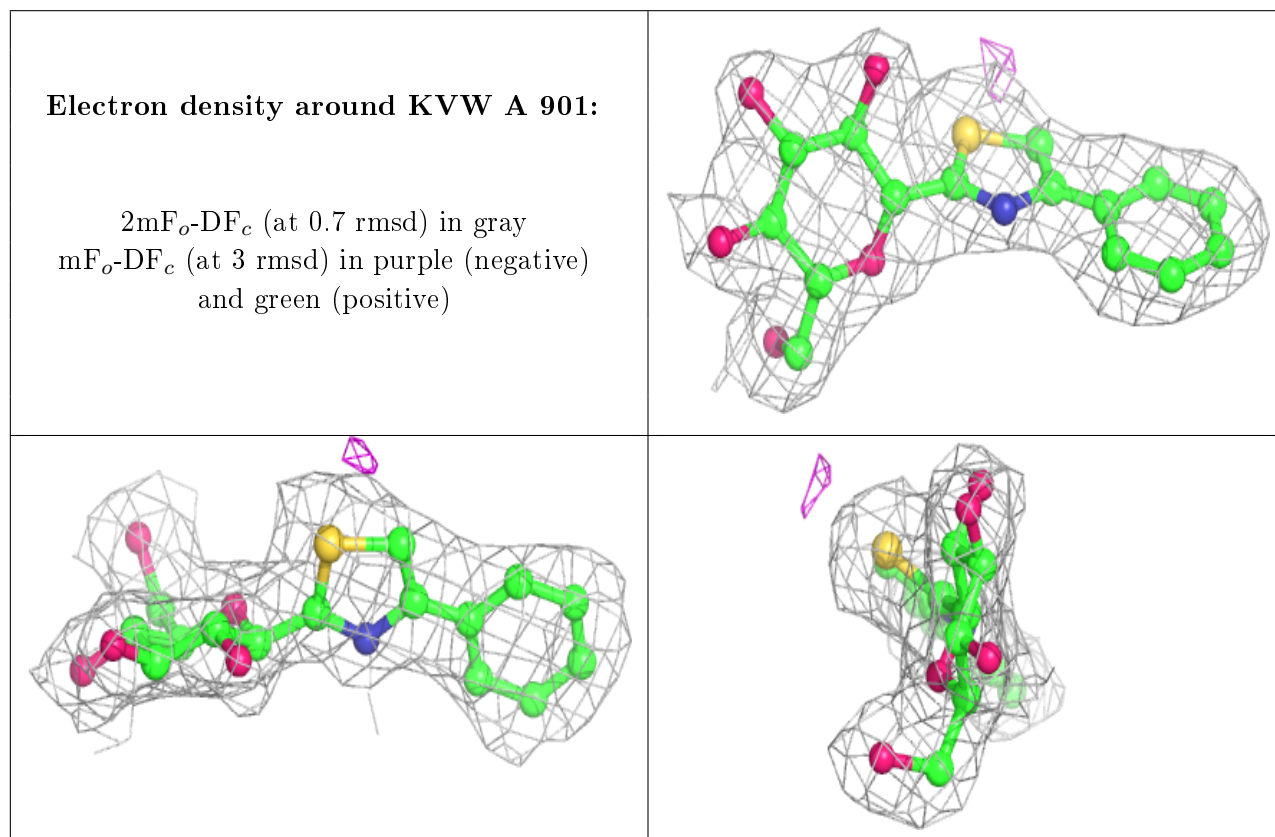 Electron density around KVW A 901:
2mFo-DFc (at 0.7 rmsd) in gray
mFo-DFc (at 3 rmsd) in purple (negative)
and green (positive)